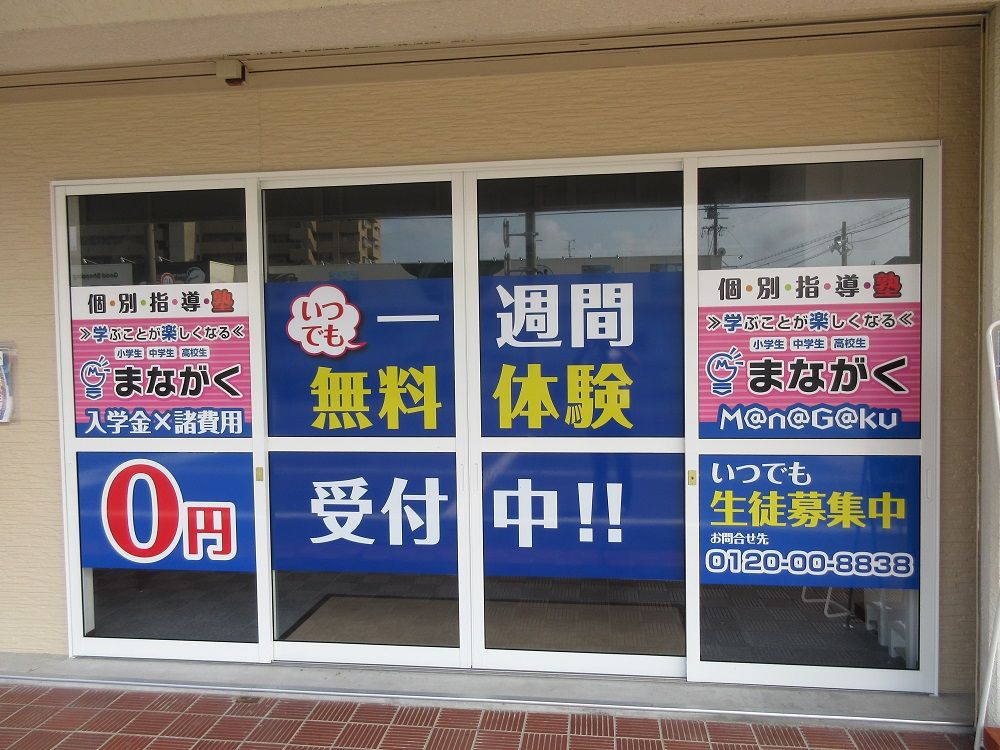 個・別・指・導・塾
≫学ぶことが楽しくなる≪
小学生 中学生 高校生
まながく
入学金×諸費用
0円
いつでも
一週間
無料体験
受付中!!
個・別・指・導・塾
≫学ぶことが楽しくなる≪
小学生 中学生 高校生
まながく
M@n@G@ku
いつでも
生徒募集中
お問合せ先
0120-00-8838